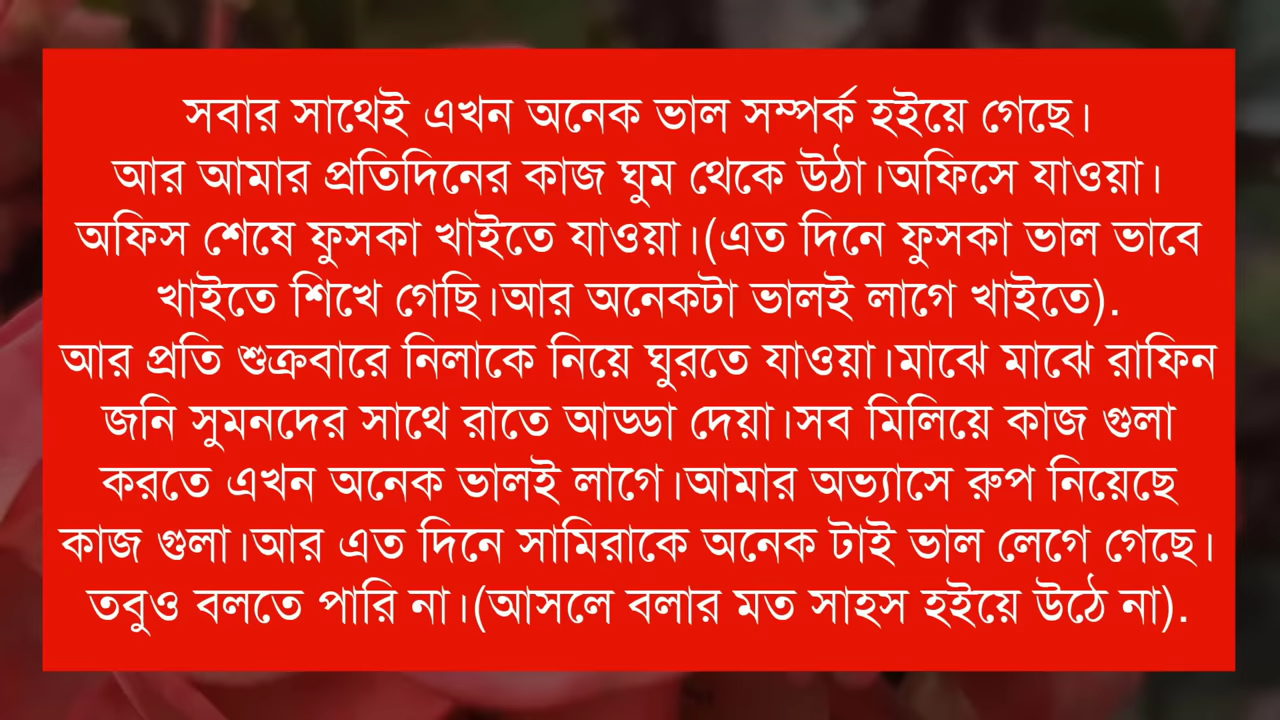 সবার সাথেই এখন অনেক ভাল সম্পর্ক হইয়ে গেছে।
আর আমার প্রতিদিনের কাজ ঘুম থেকে উঠা।অফিসে যাওয়া।
অফিস শেষে ফুসকা খাইতে যাওয়া।(এত দিনে ফুসকা ভাল ভাবে
খাইতে শিখে গেছি।আর অনেকটা ভালই লাগে খাইতে).
আর প্রতি শুক্রবারে নিলাকে নিয়ে ঘুরতে যাওয়া।মাঝে মাঝে রাফিন
জনি সুমনদের সাথে রাতে আড্ডা দেয়া।সব মিলিয়ে কাজ গুলা
করতে এখন অনেক ভালই লাগে।আমার অভ্যাসে রুপ নিয়েছে
কাজ গুলা।আর এত দিনে সামিরাকে অনেক টাই ভাল লেগে গেছে।
তবুও বলতে পারি না।(আসলে বলার মত সাহস হইয়ে উঠে না).